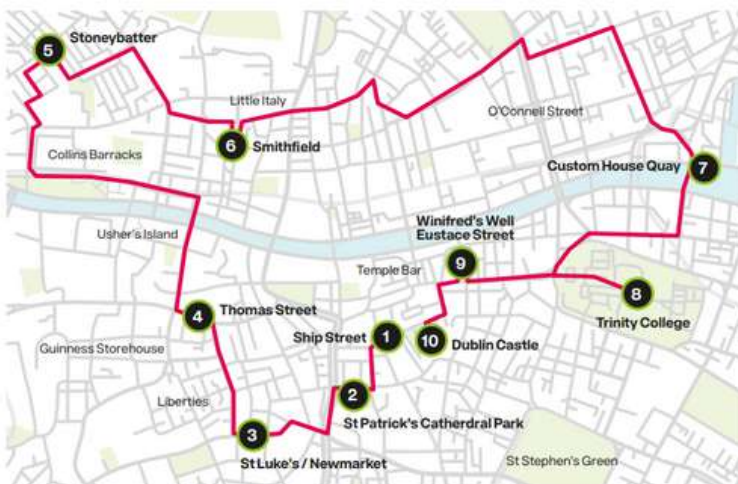 5
Stoneybatter
Little Italy
O'Connell Street
6
Smithfield
Collins Barracks
Custom House Quay
7
Usher's Island
Winifred's Well
Eustace Street
Temple Bar
9
8
Trinity College
4
Thomas Street
Ship Street
1
10
Dublin Castle
Guinness Storehouse
2
Liberties
St Patrick's Catherdral Park
3
St Luke's / Newmarket
St Stephen's Green